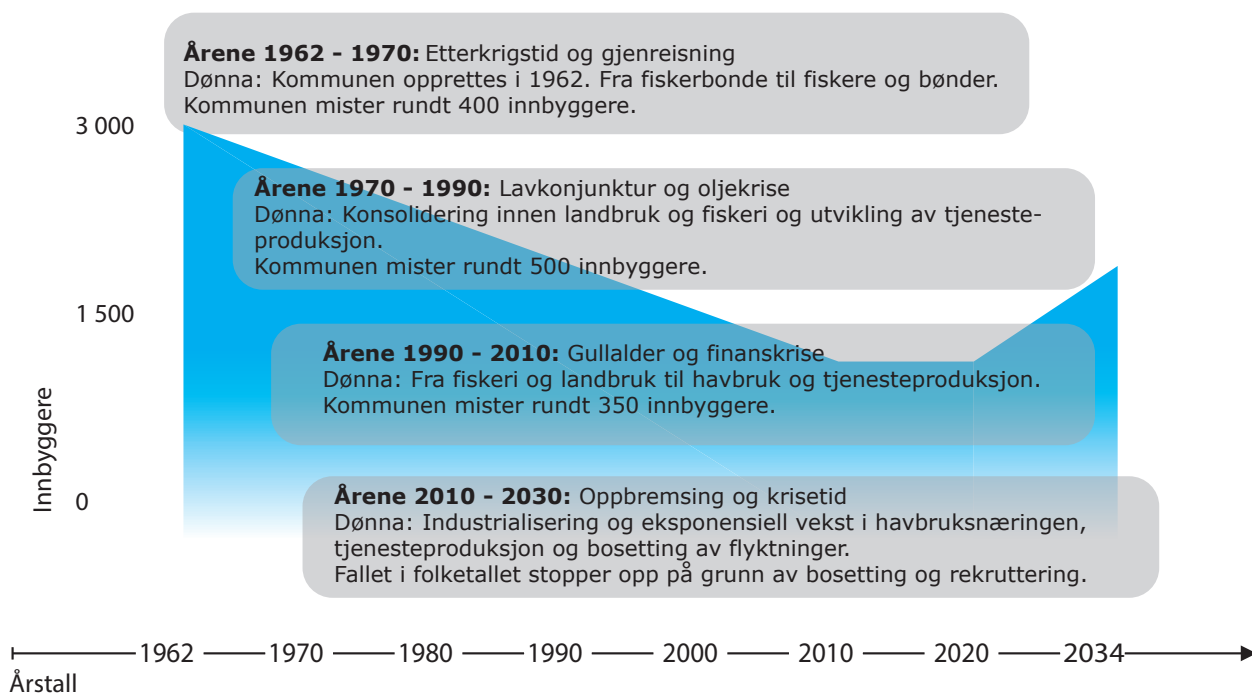 Årene 1962 - 1970: Etterkrigstid og gjenreisning
Dønna: Kommunen opprettes i 1962. Fra fiskerbonde til fiskere og bønder.
Kommunen mister rundt 400 innbyggere.
3 000
Årene 1970 - 1990: Lavkonjunktur og oljekrise
Dønna: Konsolidering innen landbruk og fiskeri og utvikling av tjeneste-
produksjon.
Kommunen mister rundt 500 innbyggere.
1 500
Årene 1990 - 2010: Gullalder og finanskrise
Dønna: Fra fiskeri og landbruk til havbruk og tjenesteproduksjon.
Kommunen mister rundt 350 innbyggere.
Innbyggere
0
Årene 2010 - 2030: Oppbremsing og krisetid
Dønna: Industrialisering og eksponensiell vekst i havbruksnæringen,
tjenesteproduksjon og bosetting av flyktninger.
Fallet i folketallet stopper opp på grunn av bosetting og rekruttering.
1962 1970 1980 1990 2000 2010 2020 2034
Årstall